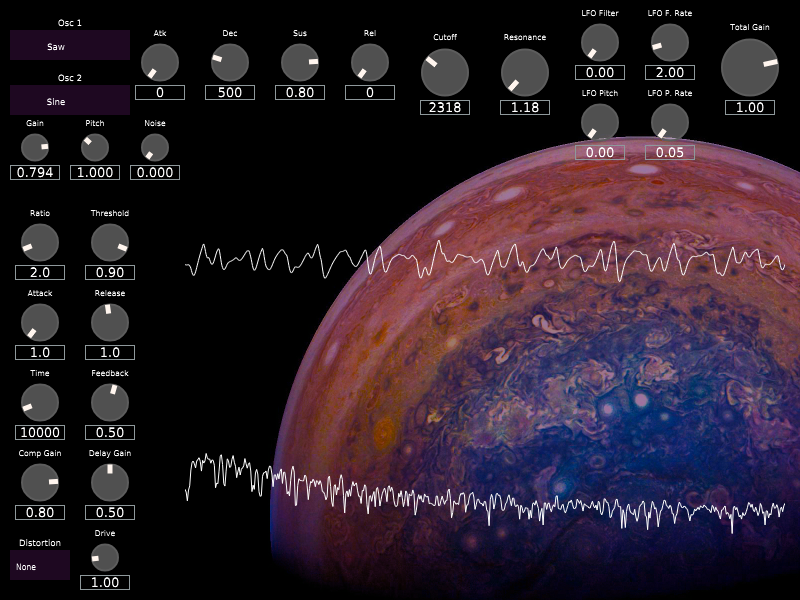 Osc 1
Saw
Osc 2
Sine
Gain Pitch Noise
0.794 1.000 0.000
Atk Dec Sus Rel
0 500 0.80 0
Cutoff Resonance
2318 1.18
LFO Filter LFO F. Rate
0.00 2.00
LFO Pitch LFO P. Rate
0.00 0.05
Total Gain
1.00
Ratio Threshold
2.0 0.90
Attack Release
1.0 1.0
Time Feedback
10000 0.50
Comp Gain Delay Gain
0.80 0.50
Distortion Drive
None 1.00